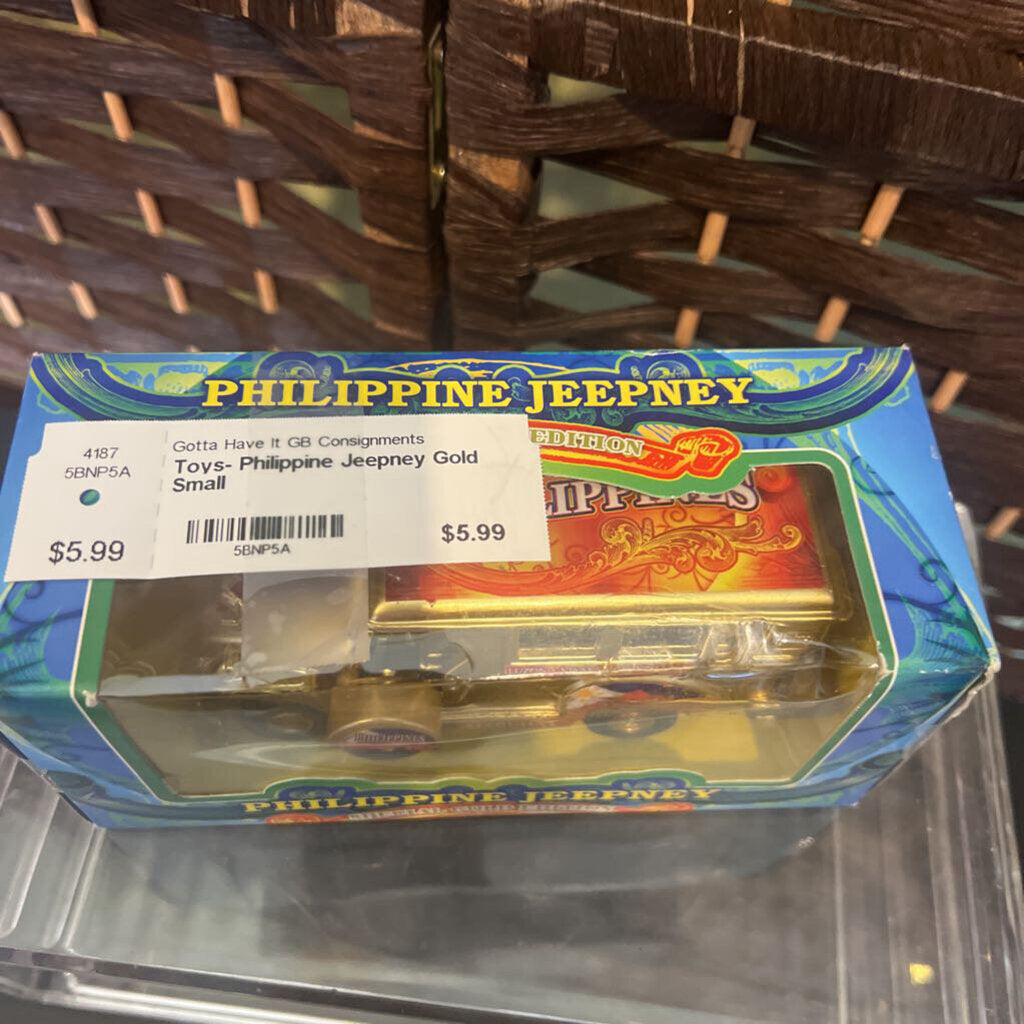 PHILIPPINE JEEPNEY
EDITION
4187
5BNP5A
$5.99
Gotta Have It GB Consignments
Toys- Philippine Jeepney Gold
Small
5BNP5A
$5.99
PHILIPPINES
PHILIPPINE JEEPNEY